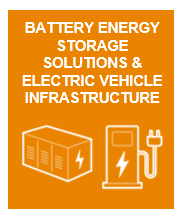 BATTERY ENERGY
STORAGE
SOLUTIONS &
ELECTRIC VEHICLE
INFRASTRUCTURE